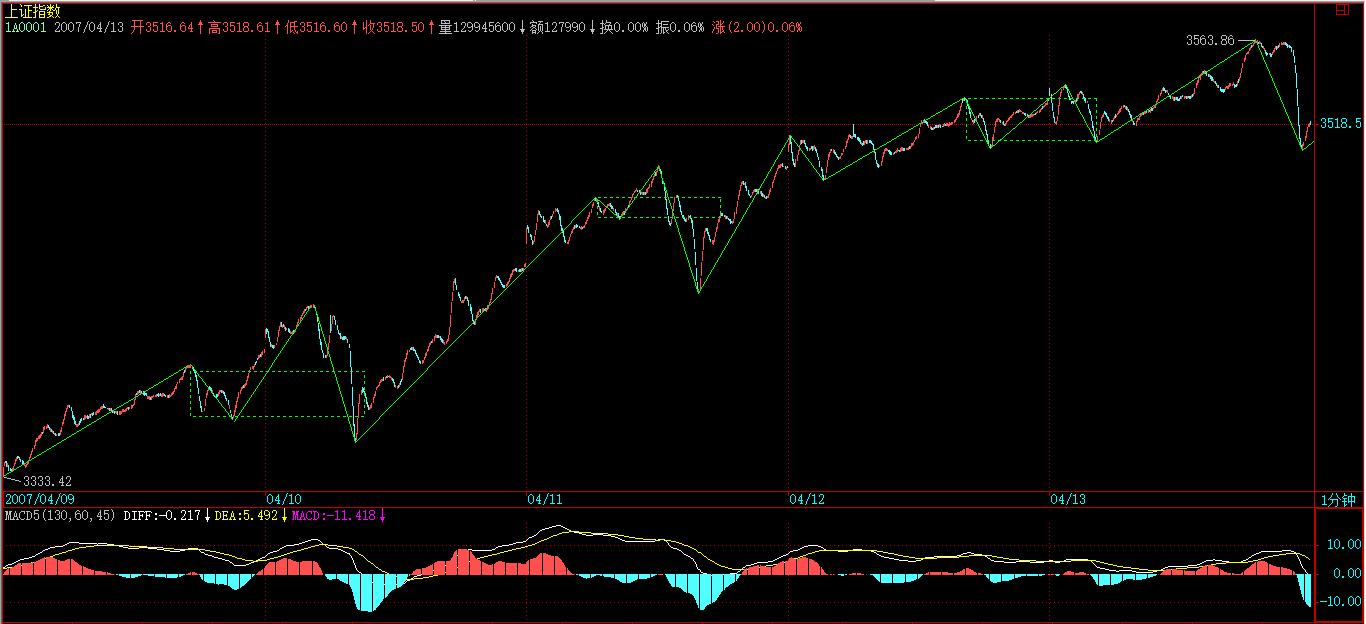 上证指数
1A0001 2007/04/13 开3516.64↑高3518.61↑低3516.60↑收3518.50↑量129945600↓额127990↓换0.00% 振0.06% 涨(2.00)0.06%
3563.86
3518.5
3333.42
2007/04/09 04/10 04/11 04/12 04/13 1分钟
MACD5(130,60,45) DIFF:-0.217↓DEA:5.492↓MACD:-11.418↓
10.00
0.00
-10.00